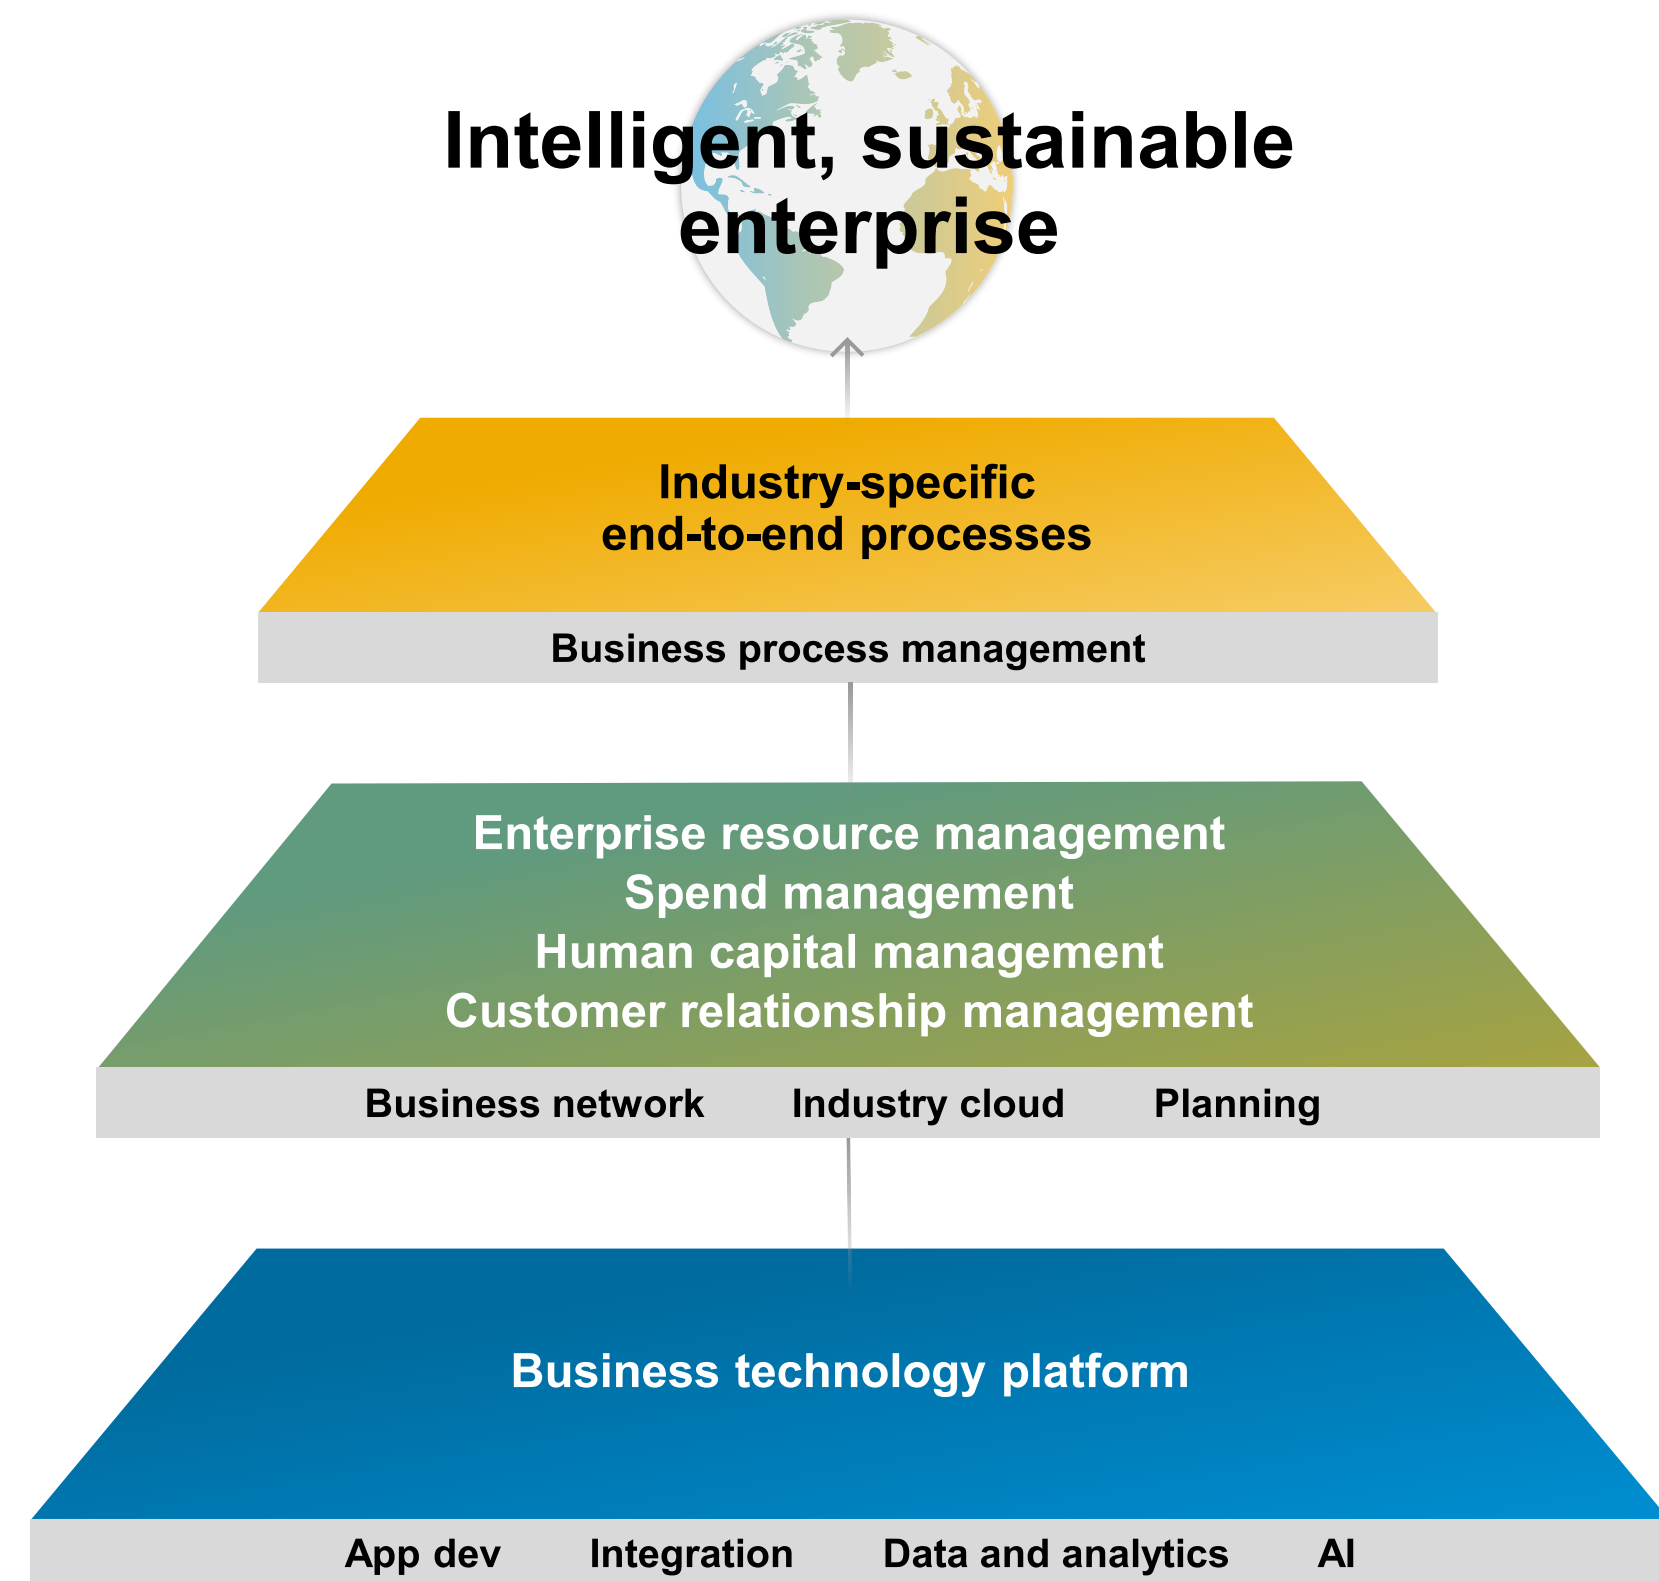 Intelligent, sustainable
enterprise
Industry-specific
end-to-end processes
Business process management
Enterprise resource management
Spend management
Human capital management
Customer relationship management
Business network Industry cloud Planning
Business technology platform
App dev Integration Data and analytics AI